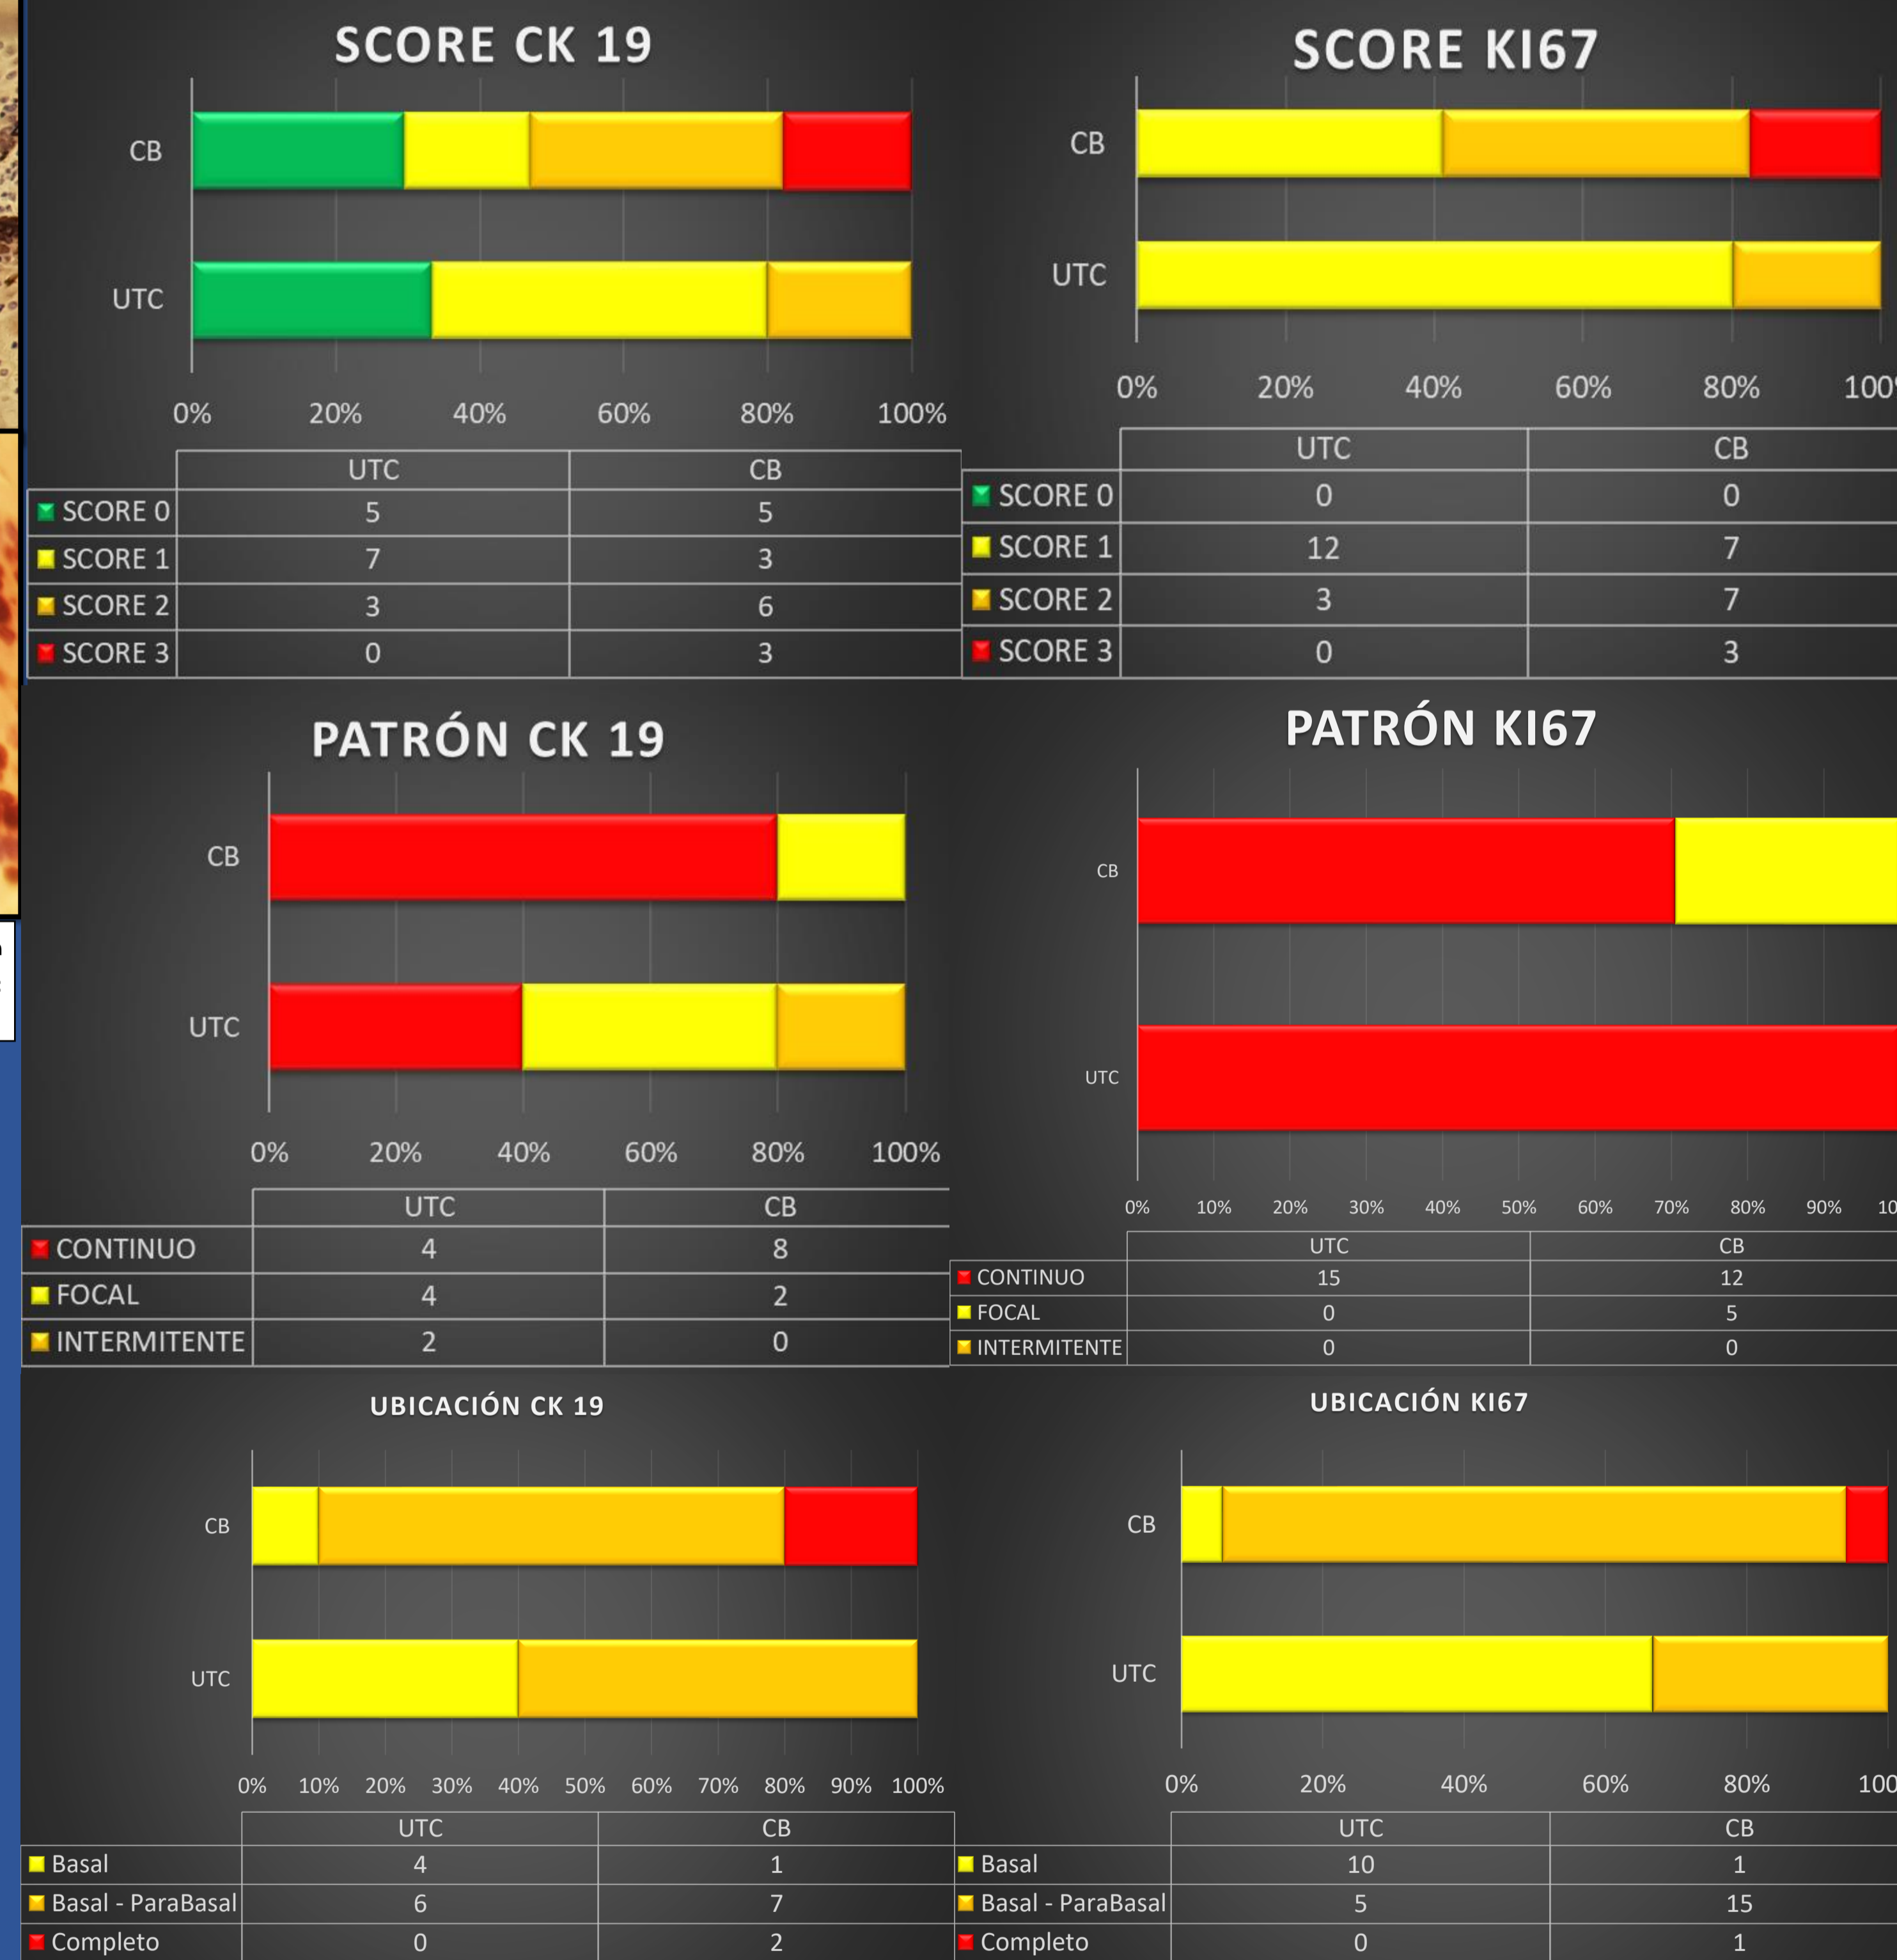 SCORE CK 19
CB
UTC
0% 20% 40% 60% 80% 100%
UTC CB
SCORE 0 5 5
SCORE 1 7 3
SCORE 2 3 6
SCORE 3 0 3
SCORE KI67
CB
UTC
0% 20% 40% 60% 80% 100%
UTC CB
SCORE 0 0 0
SCORE 1 12 7
SCORE 2 3 7
SCORE 3 0 3
PATRÓN CK 19
CB
UTC
0% 20% 40% 60% 80% 100%
UTC CB
CONTINUO 4 8
FOCAL 4 2
INTERMITENTE 2 0
PATRÓN KI67
CB
UTC
0% 10% 20% 30% 40% 50% 60% 70% 80% 90% 10
UTC CB
CONTINUO 15 12
FOCAL 0 5
INTERMITENTE 0 0
UBICACIÓN CK 19
CB
UTC
0% 10% 20% 30% 40% 50% 60% 70% 80% 90% 100%
UTC CB
Basal 4 1
Basal - ParaBasal 6 7
Completo 0 2
UBICACIÓN KI67
CB
UTC
0% 20% 40% 60% 80% 100
UTC CB
Basal 10 1
Basal - ParaBasal 5 15
Completo 0 1